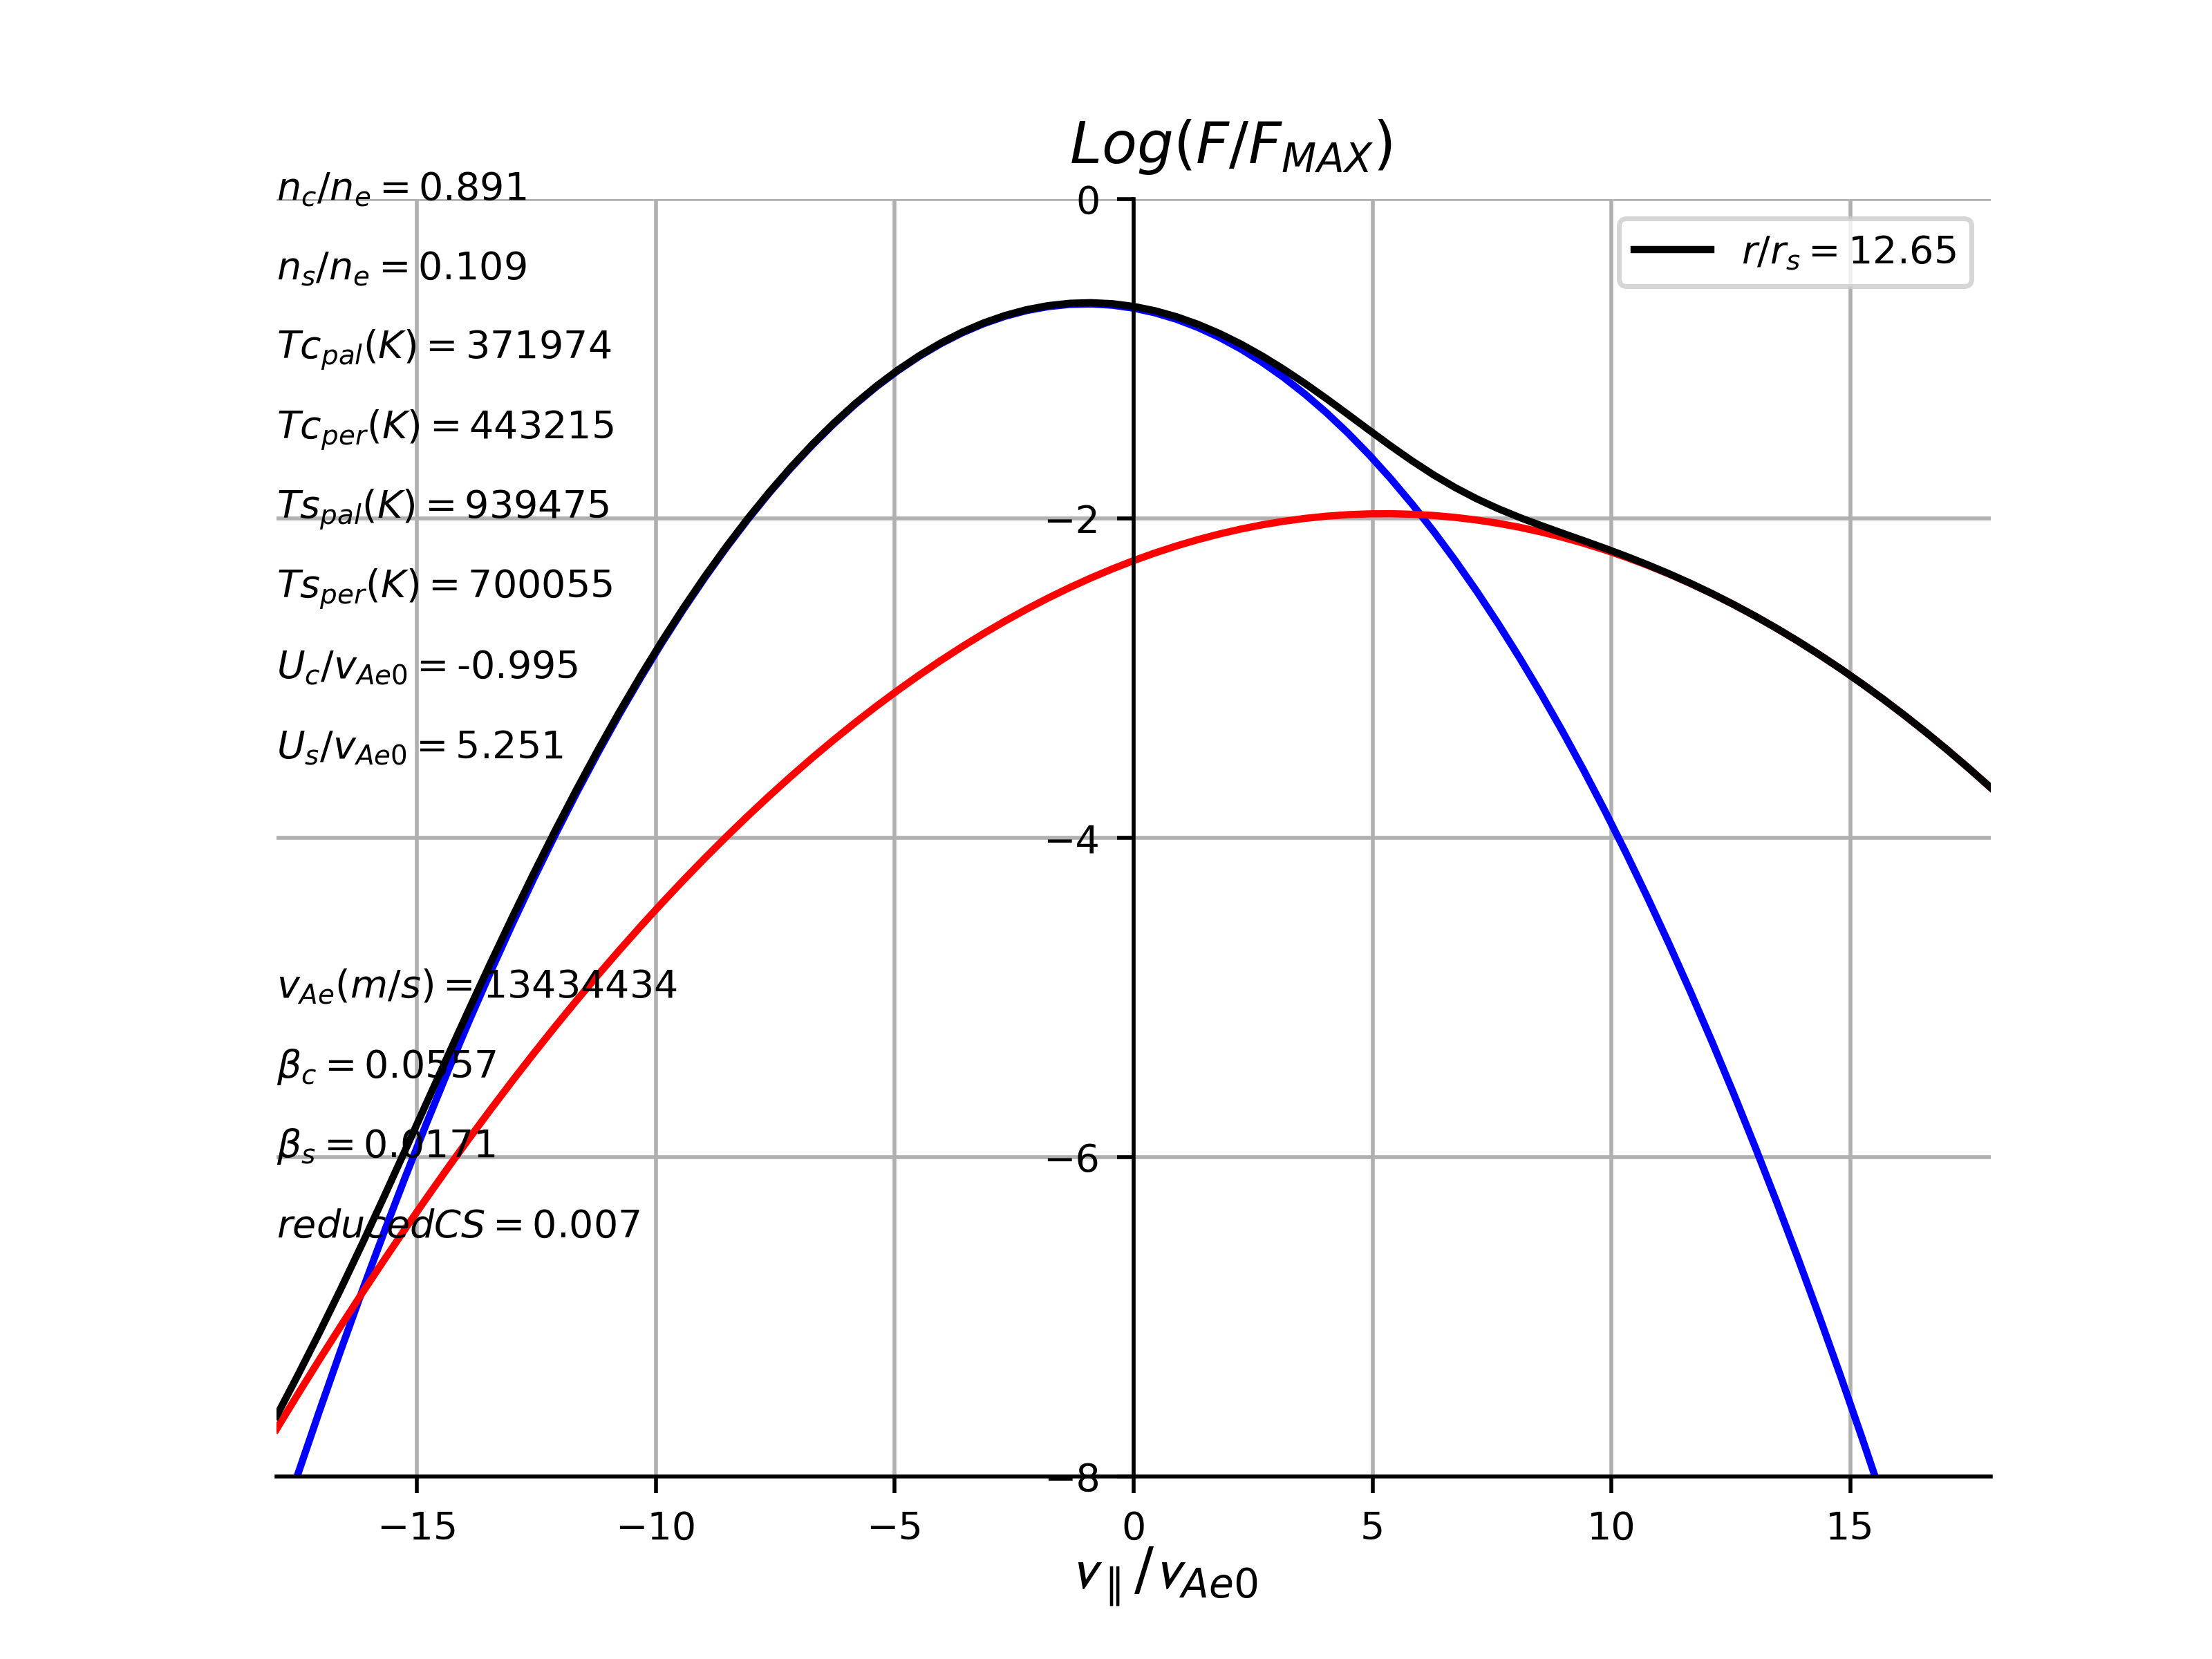 Log(F/F_MAX)
n_c/n_e = 0.891
0
r/r_s = 12.65
n_s/n_e = 0.109
Tc_pal(K) = 371974
Tc_per(K) = 443215
Ts_pal(K) = 939475
−2
Ts_per(K) = 700055
U_c/v_Ae0 = -0.995
U_s/v_Ae0 = 5.251
−4
v_Ae(m/s) = 13434434
β_c = 0.0557
β_s = 0.0171
−6
reducedCS = 0.007
−8
−15 −10 −5 0 5 10 15
v_∥/v_Ae0